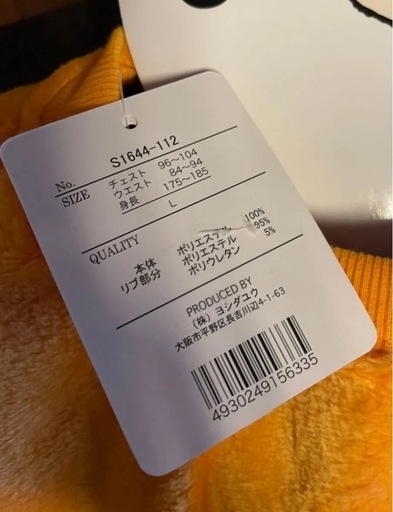 No. S1644-112
SIZE チェスト 96〜104
ウエスト 84〜94
身長 175〜185
L
QUALITY
本体 ポリエステル 100%
リブ部分 ポリエステル 95%
ポリウレタン 5%
PRODUCED BY
(株) ヨシダユウ
大阪市平野区長吉川辺4-1-63
4930249156335